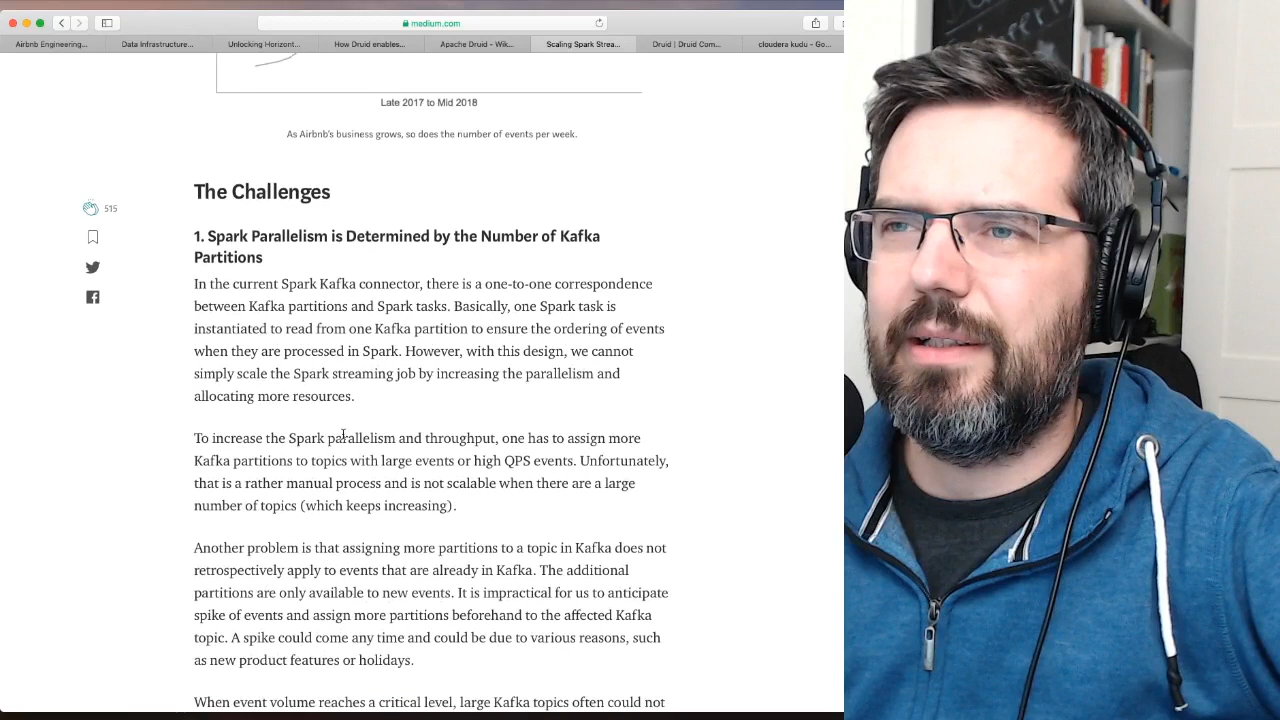 medium.com
Airbnb Engineering...
Data Infrastructure...
Unlocking Horizont...
How Druid enables...
Apache Druid - Wik...
Scaling Spark Strea...
Druid | Druid Com...
cloudera kudu - Go...
Late 2017 to Mid 2018
As Airbnb's business grows, so does the number of events per week.
The Challenges
515
1. Spark Parallelism is Determined by the Number of Kafka
Partitions
In the current Spark Kafka connector, there is a one-to-one correspondence
between Kafka partitions and Spark tasks. Basically, one Spark task is
instantiated to read from one Kafka partition to ensure the ordering of events
when they are processed in Spark. However, with this design, we cannot
simply scale the Spark streaming job by increasing the parallelism and
allocating more resources.
To increase the Spark parallelism and throughput, one has to assign more
Kafka partitions to topics with large events or high QPS events. Unfortunately,
that is a rather manual process and is not scalable when there are a large
number of topics (which keeps increasing).
Another problem is that assigning more partitions to a topic in Kafka does not
retrospectively apply to events that are already in Kafka. The additional
partitions are only available to new events. It is impractical for us to anticipate
spike of events and assign more partitions beforehand to the affected Kafka
topic. A spike could come any time and could be due to various reasons, such
as new product features or holidays.
When event volume reaches a critical level, large Kafka topics often could not